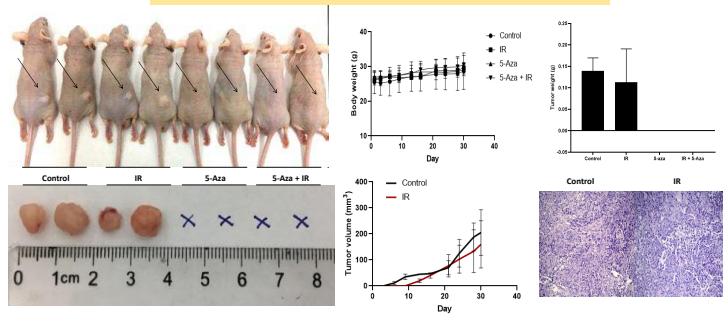 Control
IR
5-Aza
5-Aza + IR
0
1cm
2
3
4
5
6
7
8
Body weight (g)
40
30
20
10
0
10
20
30
40
Day
Control
IR
5-Aza
5-Aza + IR
Tumor weight (g)
0.25
0.20
0.15
0.10
0.05
0.00
-0.05
Control
IR
5-aza
IR + 5-Aza
Tumor volume (mm³)
400
300
200
100
0
0
10
20
30
40
Day
Control
IR
Control
IR